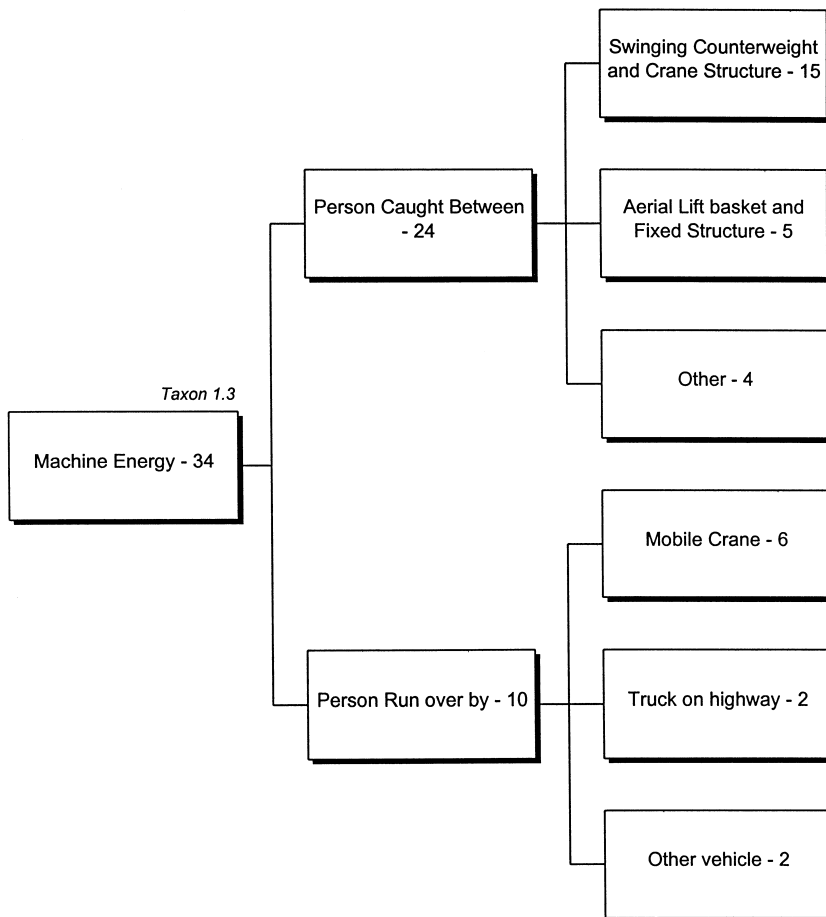 Swinging Counterweight
and Crane Structure - 15
Person Caught Between
- 24
Aerial Lift basket and
Fixed Structure - 5
Other - 4
Taxon 1.3
Machine Energy - 34
Mobile Crane - 6
Person Run over by - 10
Truck on highway - 2
Other vehicle - 2